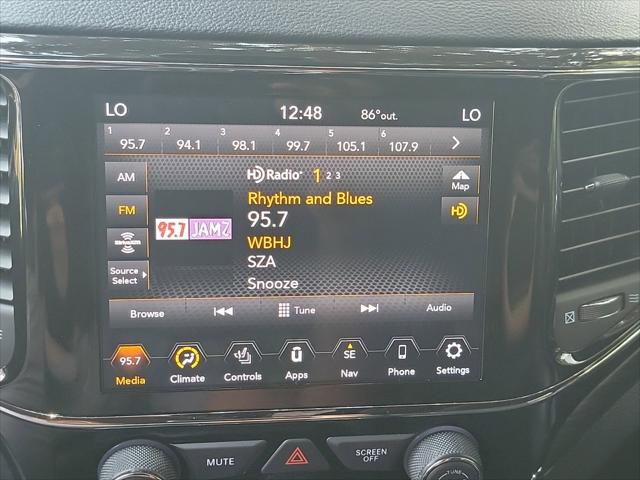 LO 12:48 86° out. LO
1 95.7 2 94.1 3 98.1 4 99.7 5 105.1 6 107.9
AM HD Radio 1 2 3 Map
FM Rhythm and Blues
95.7
95.7 JAMZ
WBHJ
SiriusXM SZA
Source Select Snooze
Browse Tune Audio
95.7 SE
Media Climate Controls Apps Nav Phone Settings
MUTE SCREEN OFF
TUNE